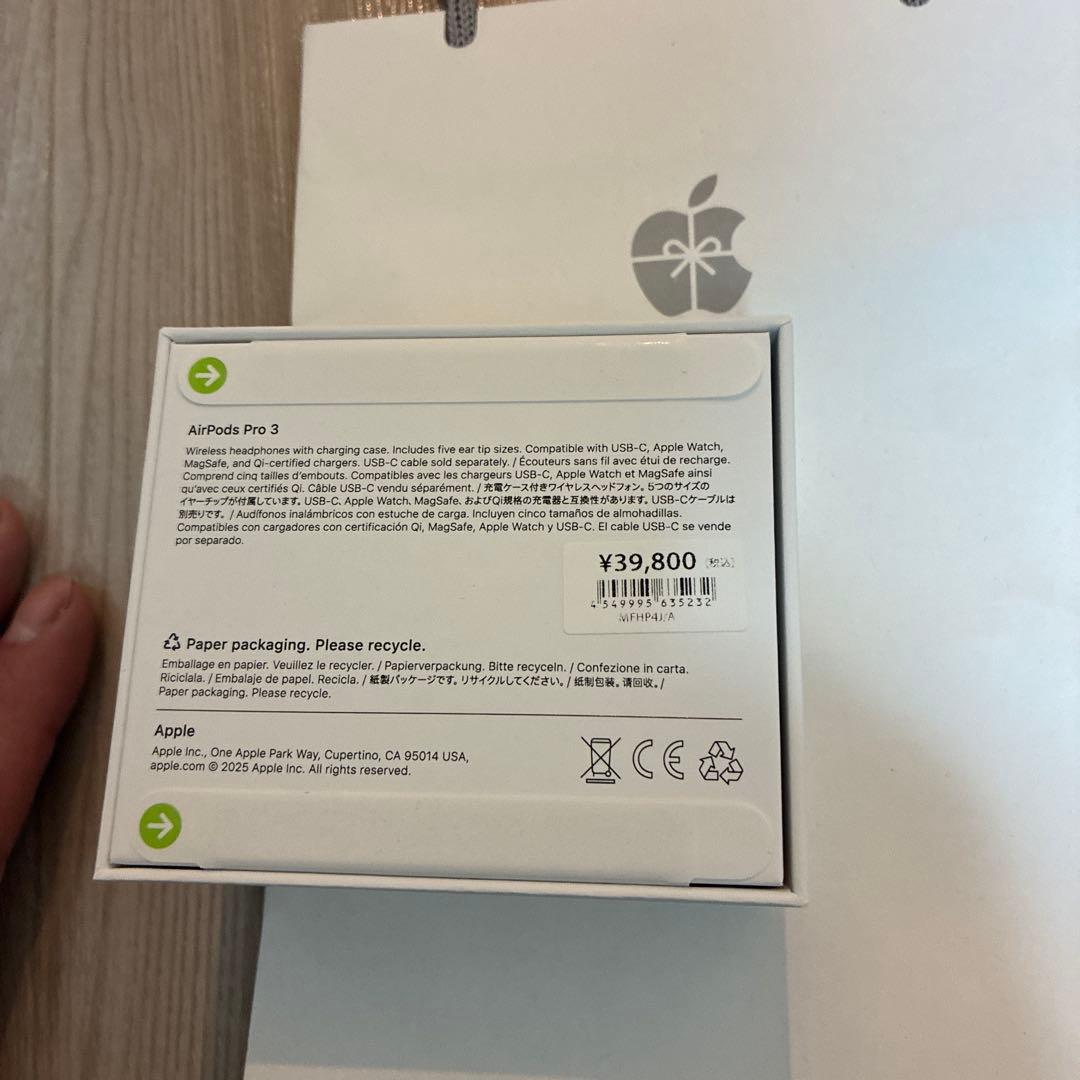 AirPods Pro 3
Wireless headphones with charging case. Includes five ear tip sizes. Compatible with USB-C, Apple Watch,
MagSafe, and Qi-certified chargers. USB-C cable sold separately. / Écouteurs sans fil avec étui de recharge.
Comprend cinq tailles d’embouts. Compatibles avec les chargeurs USB-C, Apple Watch et MagSafe ainsi
qu’avec ceux certifiés Qi. Câble USB-C vendu séparément. / 充電ケース付きワイヤレスヘッドフォン。5つのサイズの
イヤーチップが付属しています。USB-C、Apple Watch、MagSafe、およびQi規格の充電器と互換性があります。USB-Cケーブルは
別売りです。/ Audífonos inalámbricos con estuche de carga. Incluyen cinco tamaños de almohadillas.
Compatibles con cargadores con certificación Qi, MagSafe, Apple Watch y USB-C. El cable USB-C se vende
por separado.
¥39,800 (税込)
4 549995 635232
MFHP4J/A
Paper packaging. Please recycle.
Emballage en papier. Veuillez le recycler. / Papierverpackung. Bitte recyceln. / Confezione in carta.
Riciclala. / Embalaje de papel. Recicla. / 紙製パッケージです。リサイクルしてください。/ 纸制包装。请回收。/
Paper packaging. Please recycle.
Apple
Apple Inc., One Apple Park Way, Cupertino, CA 95014 USA,
apple.com © 2025 Apple Inc. All rights reserved.
CE